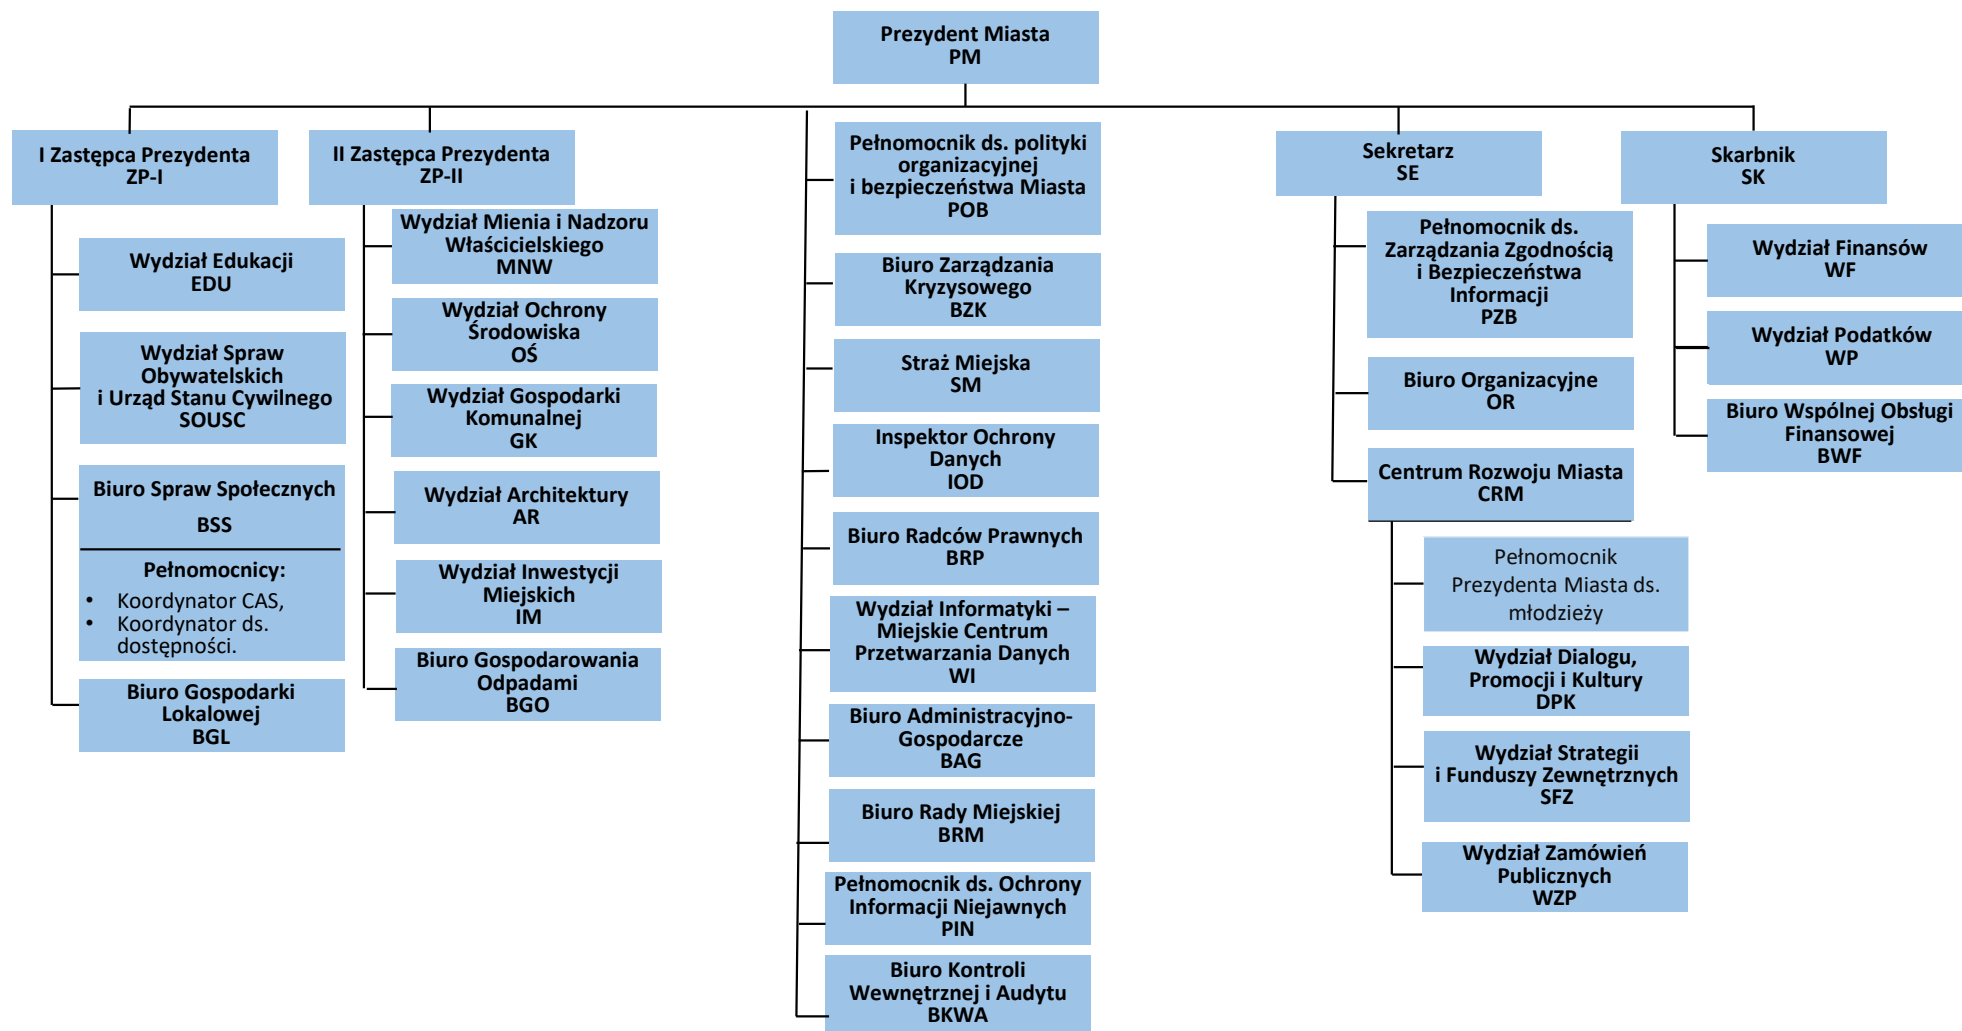 Prezydent Miasta
PM
I Zastępca Prezydenta
ZP-I
Wydział Edukacji
EDU
Wydział Spraw
Obywatelskich
i Urząd Stanu Cywilnego
SOUSC
Biuro Spraw Społecznych
BSS
Pełnomocnicy:
• Koordynator CAS,
• Koordynator ds.
dostępności.
Biuro Gospodarki
Lokalowej
BGL
II Zastępca Prezydenta
ZP-II
Wydział Mienia i Nadzoru
Właścicielskiego
MNW
Wydział Ochrony
Środowiska
OŚ
Wydział Gospodarki
Komunalnej
GK
Wydział Architektury
AR
Wydział Inwestycji
Miejskich
IM
Biuro Gospodarowania
Odpadami
BGO
Pełnomocnik ds. polityki
organizacyjnej
i bezpieczeństwa Miasta
POB
Biuro Zarządzania
Kryzysowego
BZK
Straż Miejska
SM
Inspektor Ochrony
Danych
IOD
Biuro Radców Prawnych
BRP
Wydział Informatyki –
Miejskie Centrum
Przetwarzania Danych
WI
Biuro Administracyjno-
Gospodarcze
BAG
Biuro Rady Miejskiej
BRM
Pełnomocnik ds. Ochrony
Informacji Niejawnych
PIN
Biuro Kontroli
Wewnętrznej i Audytu
BKWA
Sekretarz
SE
Pełnomocnik ds.
Zarządzania Zgodnością
i Bezpieczeństwa
Informacji
PZB
Biuro Organizacyjne
OR
Centrum Rozwoju Miasta
CRM
Pełnomocnik
Prezydenta Miasta ds.
młodzieży
Wydział Dialogu,
Promocji i Kultury
DPK
Wydział Strategii
i Funduszy Zewnętrznych
SFZ
Wydział Zamówień
Publicznych
WZP
Skarbnik
SK
Wydział Finansów
WF
Wydział Podatków
WP
Biuro Wspólnej Obsługi
Finansowej
BWF